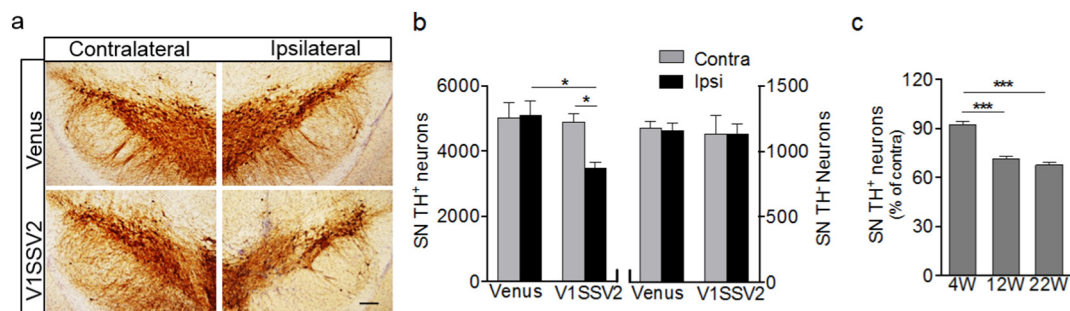 a
Contralateral
Ipsilateral
Venus
V1SSV2
b
Contra
Ipsi
6000
4000
2000
0
SN TH⁺ neurons
*
*
Venus
V1SSV2
Venus
V1SSV2
1500
1000
500
0
SN TH⁻ Neurons
c
120
90
60
30
0
SN TH⁺ neurons
(% of contra)
***
***
4W
12W
22W